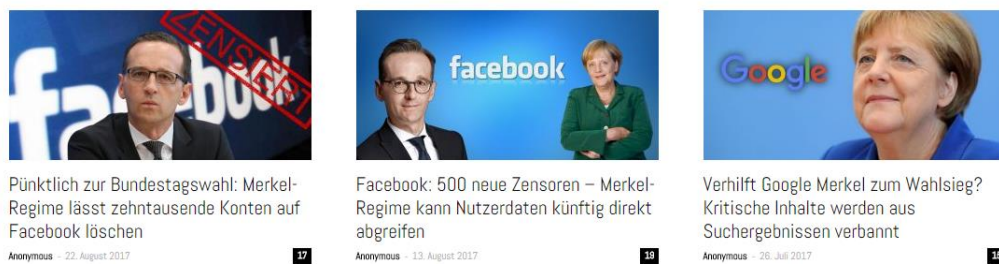 ZENSIERT
facebook
Pünktlich zur Bundestagswahl: Merkel-
Regime lässt zehntausende Konten auf
Facebook löschen
Anonymous - 22. August 2017
17
facebook
Facebook: 500 neue Zensoren – Merkel-
Regime kann Nutzerdaten künftig direkt
abgreifen
Anonymous - 13. August 2017
19
Google
Verhilft Google Merkel zum Wahlsieg?
Kritische Inhalte werden aus
Suchergebnissen verbannt
Anonymous - 26. Juli 2017